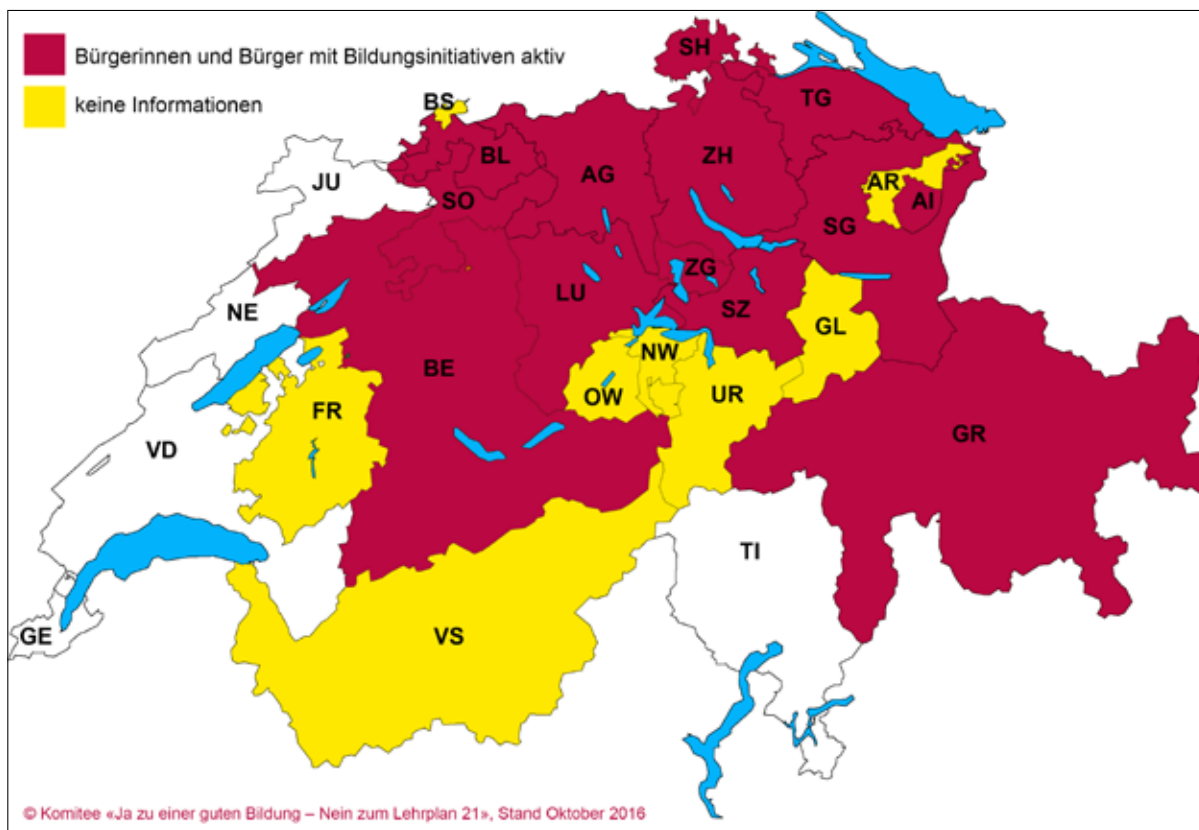 Bürgerinnen und Bürger mit Bildungsinitiativen aktiv
keine Informationen
SH
BS
TG
BL
ZH
JU
AG
AR
AI
SO
SG
ZG
LU
NE
SZ
GL
NW
BE
UR
OW
FR
GR
VD
TI
GE
VS
© Komitee «Ja zu einer guten Bildung – Nein zum Lehrplan 21», Stand Oktober 2016